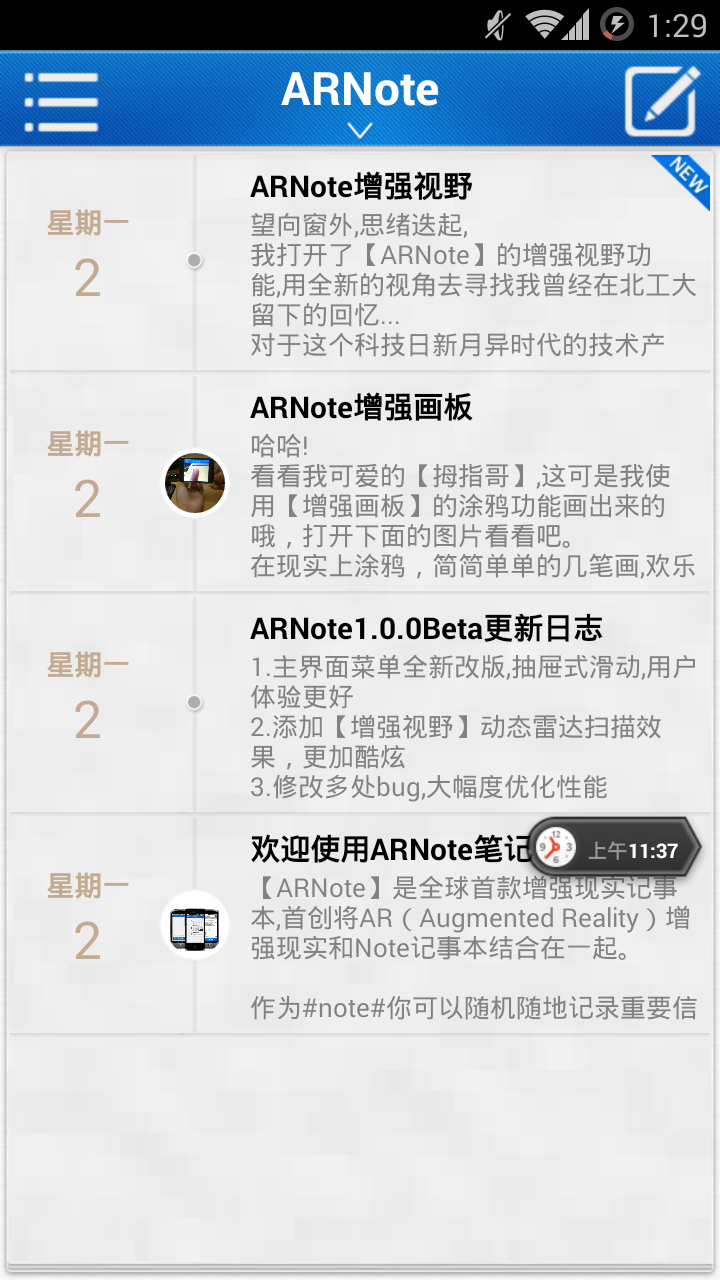 1:29
ARNote
NEW
星期一
2
ARNote增强视野
望向窗外,思绪迭起,
我打开了【ARNote】的增强视野功
能,用全新的视角去寻找我曾经在北工大
留下的回忆...
对于这个科技日新月异时代的技术产
星期一
2
ARNote增强画板
哈哈!
看看我可爱的【拇指哥】,这可是我使
用【增强画板】的涂鸦功能画出来的
哦，打开下面的图片看看吧。
在现实上涂鸦，简简单单的几笔画,欢乐
星期一
2
ARNote1.0.0Beta更新日志
1.主界面菜单全新改版,抽屉式滑动,用户
体验更好
2.添加【增强视野】动态雷达扫描效
果，更加酷炫
3.修改多处bug,大幅度优化性能
星期一
2
欢迎使用ARNote笔记
上午11:37
【ARNote】是全球首款增强现实记事
本,首创将AR（Augmented Reality）增
强现实和Note记事本结合在一起。
作为#note#你可以随机随地记录重要信